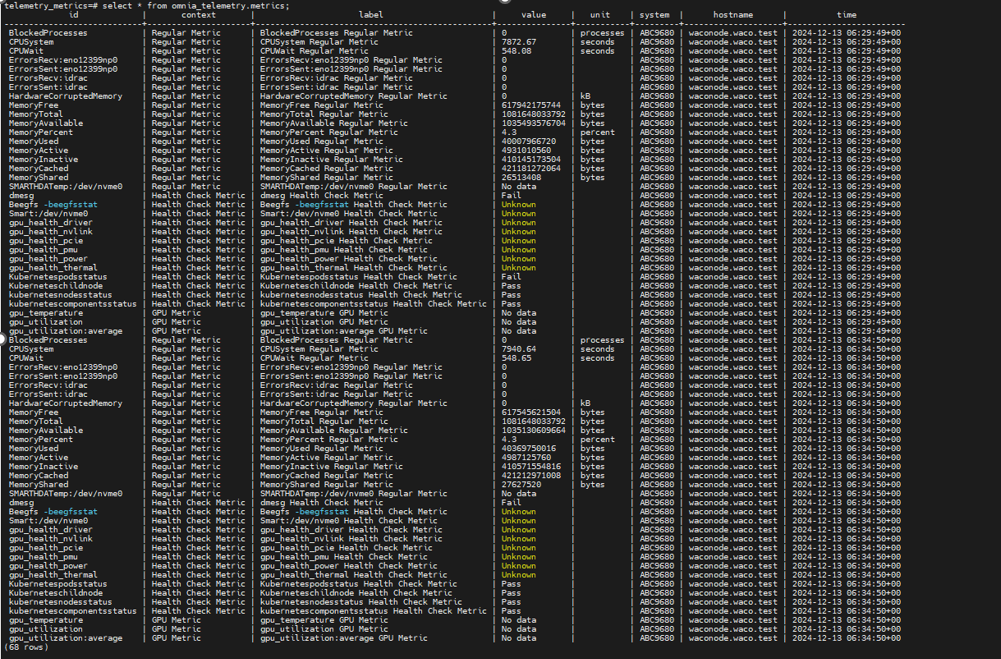 telemetry_metrics=# select * from omnia_telemetry.metrics;
id | context | label | value | unit | system | hostname | time
BlockedProcesses | Regular Metric | BlockedProcesses Regular Metric | 0 | processes | ABC9680 | waconode.waco.test | 2024-12-13 06:29:49+00
CPUSystem | Regular Metric | CPUSystem Regular Metric | 7872.67 | seconds | ABC9680 | waconode.waco.test | 2024-12-13 06:29:49+00
CPUWait | Regular Metric | CPUWait Regular Metric | 548.08 | seconds | ABC9680 | waconode.waco.test | 2024-12-13 06:29:49+00
ErrorsRecv:eno12399np0 | Regular Metric | ErrorsRecv:eno12399np0 Regular Metric | 0 | | ABC9680 | waconode.waco.test | 2024-12-13 06:29:49+00
ErrorsSent:eno12399np0 | Regular Metric | ErrorsSent:eno12399np0 Regular Metric | 0 | | ABC9680 | waconode.waco.test | 2024-12-13 06:29:49+00
ErrorsRecv:idrac | Regular Metric | ErrorsRecv:idrac Regular Metric | 0 | | ABC9680 | waconode.waco.test | 2024-12-13 06:29:49+00
ErrorsSent:idrac | Regular Metric | ErrorsSent:idrac Regular Metric | 0 | | ABC9680 | waconode.waco.test | 2024-12-13 06:29:49+00
HardwareCorruptedMemory | Regular Metric | HardwareCorruptedMemory Regular Metric | 0 | kB | ABC9680 | waconode.waco.test | 2024-12-13 06:29:49+00
MemoryFree | Regular Metric | MemoryFree Regular Metric | 617942175744 | bytes | ABC9680 | waconode.waco.test | 2024-12-13 06:29:49+00
MemoryTotal | Regular Metric | MemoryTotal Regular Metric | 1081648033792 | bytes | ABC9680 | waconode.waco.test | 2024-12-13 06:29:49+00
MemoryAvailable | Regular Metric | MemoryAvailable Regular Metric | 1035493576704 | bytes | ABC9680 | waconode.waco.test | 2024-12-13 06:29:49+00
MemoryPercent | Regular Metric | MemoryPercent Regular Metric | 4.3 | percent | ABC9680 | waconode.waco.test | 2024-12-13 06:29:49+00
MemoryUsed | Regular Metric | MemoryUsed Regular Metric | 40007966720 | bytes | ABC9680 | waconode.waco.test | 2024-12-13 06:29:49+00
MemoryActive | Regular Metric | MemoryActive Regular Metric | 4931010560 | bytes | ABC9680 | waconode.waco.test | 2024-12-13 06:29:49+00
MemoryInactive | Regular Metric | MemoryInactive Regular Metric | 410145173504 | bytes | ABC9680 | waconode.waco.test | 2024-12-13 06:29:49+00
MemoryCached | Regular Metric | MemoryCached Regular Metric | 421181272064 | bytes | ABC9680 | waconode.waco.test | 2024-12-13 06:29:49+00
MemoryShared | Regular Metric | MemoryShared Regular Metric | 26513408 | bytes | ABC9680 | waconode.waco.test | 2024-12-13 06:29:49+00
SMARTHDATemp:/dev/nvme0 | Regular Metric | SMARTHDATemp:/dev/nvme0 Regular Metric | No data | | ABC9680 | waconode.waco.test | 2024-12-13 06:29:49+00
dmesg | Health Check Metric | dmesg Health Check Metric | Fail | | ABC9680 | waconode.waco.test | 2024-12-13 06:29:49+00
Beegfs -beegfsstat | Health Check Metric | Beegfs -beegfsstat Health Check Metric | Unknown | | ABC9680 | waconode.waco.test | 2024-12-13 06:29:49+00
Smart:/dev/nvme0 | Health Check Metric | Smart:/dev/nvme0 Health Check Metric | Unknown | | ABC9680 | waconode.waco.test | 2024-12-13 06:29:49+00
gpu_health_driver | Health Check Metric | gpu_health_driver Health Check Metric | Unknown | | ABC9680 | waconode.waco.test | 2024-12-13 06:29:49+00
gpu_health_nvlink | Health Check Metric | gpu_health_nvlink Health Check Metric | Unknown | | ABC9680 | waconode.waco.test | 2024-12-13 06:29:49+00
gpu_health_pcie | Health Check Metric | gpu_health_pcie Health Check Metric | Unknown | | ABC9680 | waconode.waco.test | 2024-12-13 06:29:49+00
gpu_health_pmu | Health Check Metric | gpu_health_pmu Health Check Metric | Unknown | | ABC9680 | waconode.waco.test | 2024-12-13 06:29:49+00
gpu_health_power | Health Check Metric | gpu_health_power Health Check Metric | Unknown | | ABC9680 | waconode.waco.test | 2024-12-13 06:29:49+00
gpu_health_thermal | Health Check Metric | gpu_health_thermal Health Check Metric | Unknown | | ABC9680 | waconode.waco.test | 2024-12-13 06:29:49+00
Kubernetespodsstatus | Health Check Metric | Kubernetespodsstatus Health Check Metric | Fail | | ABC9680 | waconode.waco.test | 2024-12-13 06:29:49+00
Kuberneteschildnode | Health Check Metric | Kuberneteschildnode Health Check Metric | Pass | | ABC9680 | waconode.waco.test | 2024-12-13 06:29:49+00
kubernetesnodesstatus | Health Check Metric | kubernetesnodesstatus Health Check Metric | Pass | | ABC9680 | waconode.waco.test | 2024-12-13 06:29:49+00
kubernetescomponentsstatus | Health Check Metric | kubernetescomponentsstatus Health Check Metric | Pass | | ABC9680 | waconode.waco.test | 2024-12-13 06:29:49+00
gpu_temperature | GPU Metric | gpu_temperature GPU Metric | No data | | ABC9680 | waconode.waco.test | 2024-12-13 06:29:49+00
gpu_utilization | GPU Metric | gpu_utilization GPU Metric | No data | | ABC9680 | waconode.waco.test | 2024-12-13 06:29:49+00
gpu_utilization:average | GPU Metric | gpu_utilization:average GPU Metric | No data | | ABC9680 | waconode.waco.test | 2024-12-13 06:29:49+00
BlockedProcesses | Regular Metric | BlockedProcesses Regular Metric | 0 | processes | ABC9680 | waconode.waco.test | 2024-12-13 06:34:50+00
CPUSystem | Regular Metric | CPUSystem Regular Metric | 7940.64 | seconds | ABC9680 | waconode.waco.test | 2024-12-13 06:34:50+00
CPUWait | Regular Metric | CPUWait Regular Metric | 548.65 | seconds | ABC9680 | waconode.waco.test | 2024-12-13 06:34:50+00
ErrorsRecv:eno12399np0 | Regular Metric | ErrorsRecv:eno12399np0 Regular Metric | 0 | | ABC9680 | waconode.waco.test | 2024-12-13 06:34:50+00
ErrorsSent:eno12399np0 | Regular Metric | ErrorsSent:eno12399np0 Regular Metric | 0 | | ABC9680 | waconode.waco.test | 2024-12-13 06:34:50+00
ErrorsRecv:idrac | Regular Metric | ErrorsRecv:idrac Regular Metric | 0 | | ABC9680 | waconode.waco.test | 2024-12-13 06:34:50+00
ErrorsSent:idrac | Regular Metric | ErrorsSent:idrac Regular Metric | 0 | | ABC9680 | waconode.waco.test | 2024-12-13 06:34:50+00
HardwareCorruptedMemory | Regular Metric | HardwareCorruptedMemory Regular Metric | 0 | kB | ABC9680 | waconode.waco.test | 2024-12-13 06:34:50+00
MemoryFree | Regular Metric | MemoryFree Regular Metric | 617545621504 | bytes | ABC9680 | waconode.waco.test | 2024-12-13 06:34:50+00
MemoryTotal | Regular Metric | MemoryTotal Regular Metric | 1081648033792 | bytes | ABC9680 | waconode.waco.test | 2024-12-13 06:34:50+00
MemoryAvailable | Regular Metric | MemoryAvailable Regular Metric | 1035130609664 | bytes | ABC9680 | waconode.waco.test | 2024-12-13 06:34:50+00
MemoryPercent | Regular Metric | MemoryPercent Regular Metric | 4.3 | percent | ABC9680 | waconode.waco.test | 2024-12-13 06:34:50+00
MemoryUsed | Regular Metric | MemoryUsed Regular Metric | 40369750016 | bytes | ABC9680 | waconode.waco.test | 2024-12-13 06:34:50+00
MemoryActive | Regular Metric | MemoryActive Regular Metric | 4987125760 | bytes | ABC9680 | waconode.waco.test | 2024-12-13 06:34:50+00
MemoryInactive | Regular Metric | MemoryInactive Regular Metric | 410571554816 | bytes | ABC9680 | waconode.waco.test | 2024-12-13 06:34:50+00
MemoryCached | Regular Metric | MemoryCached Regular Metric | 421212971008 | bytes | ABC9680 | waconode.waco.test | 2024-12-13 06:34:50+00
MemoryShared | Regular Metric | MemoryShared Regular Metric | 27627520 | bytes | ABC9680 | waconode.waco.test | 2024-12-13 06:34:50+00
SMARTHDATemp:/dev/nvme0 | Regular Metric | SMARTHDATemp:/dev/nvme0 Regular Metric | No data | | ABC9680 | waconode.waco.test | 2024-12-13 06:34:50+00
dmesg | Health Check Metric | dmesg Health Check Metric | Fail | | ABC9680 | waconode.waco.test | 2024-12-13 06:34:50+00
Beegfs -beegfsstat | Health Check Metric | Beegfs -beegfsstat Health Check Metric | Unknown | | ABC9680 | waconode.waco.test | 2024-12-13 06:34:50+00
Smart:/dev/nvme0 | Health Check Metric | Smart:/dev/nvme0 Health Check Metric | Unknown | | ABC9680 | waconode.waco.test | 2024-12-13 06:34:50+00
gpu_health_driver | Health Check Metric | gpu_health_driver Health Check Metric | Unknown | | ABC9680 | waconode.waco.test | 2024-12-13 06:34:50+00
gpu_health_nvlink | Health Check Metric | gpu_health_nvlink Health Check Metric | Unknown | | ABC9680 | waconode.waco.test | 2024-12-13 06:34:50+00
gpu_health_pcie | Health Check Metric | gpu_health_pcie Health Check Metric | Unknown | | ABC9680 | waconode.waco.test | 2024-12-13 06:34:50+00
gpu_health_pmu | Health Check Metric | gpu_health_pmu Health Check Metric | Unknown | | ABC9680 | waconode.waco.test | 2024-12-13 06:34:50+00
gpu_health_power | Health Check Metric | gpu_health_power Health Check Metric | Unknown | | ABC9680 | waconode.waco.test | 2024-12-13 06:34:50+00
gpu_health_thermal | Health Check Metric | gpu_health_thermal Health Check Metric | Unknown | | ABC9680 | waconode.waco.test | 2024-12-13 06:34:50+00
Kubernetespodsstatus | Health Check Metric | Kubernetespodsstatus Health Check Metric | Pass | | ABC9680 | waconode.waco.test | 2024-12-13 06:34:50+00
Kuberneteschildnode | Health Check Metric | Kuberneteschildnode Health Check Metric | Pass | | ABC9680 | waconode.waco.test | 2024-12-13 06:34:50+00
kubernetesnodesstatus | Health Check Metric | kubernetesnodesstatus Health Check Metric | Pass | | ABC9680 | waconode.waco.test | 2024-12-13 06:34:50+00
kubernetescomponentsstatus | Health Check Metric | kubernetescomponentsstatus Health Check Metric | Pass | | ABC9680 | waconode.waco.test | 2024-12-13 06:34:50+00
gpu_temperature | GPU Metric | gpu_temperature GPU Metric | No data | | ABC9680 | waconode.waco.test | 2024-12-13 06:34:50+00
gpu_utilization | GPU Metric | gpu_utilization GPU Metric | No data | | ABC9680 | waconode.waco.test | 2024-12-13 06:34:50+00
gpu_utilization:average | GPU Metric | gpu_utilization:average GPU Metric | No data | | ABC9680 | waconode.waco.test | 2024-12-13 06:34:50+00
(68 rows)